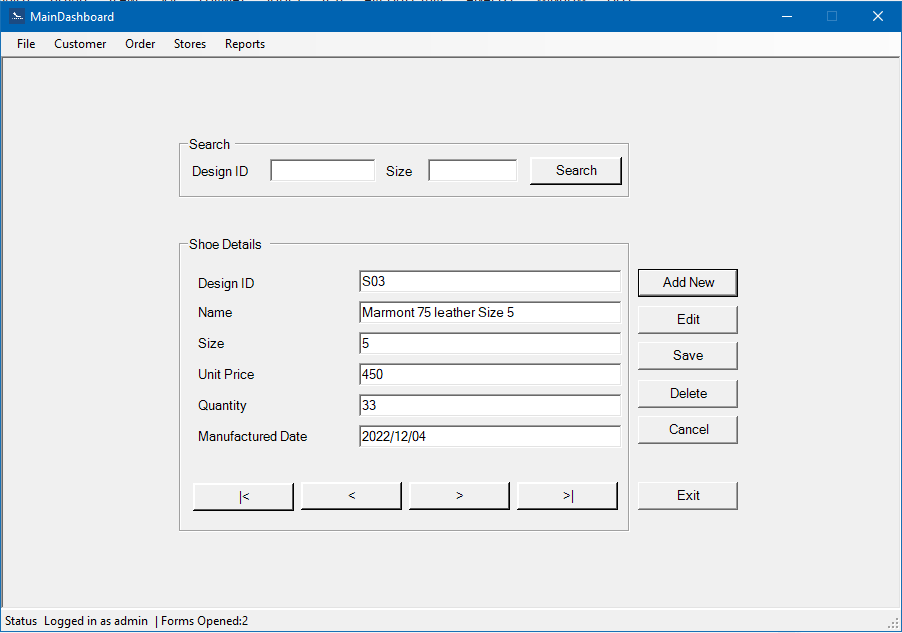 MainDashboard
File Customer Order Stores Reports
Search
Design ID Size Search
Shoe Details
Design ID S03 Add New
Name Marmont 75 leather Size 5 Edit
Size 5 Save
Unit Price 450 Delete
Quantity 33 Cancel
Manufactured Date 2022/12/04
|< < > >| Exit
Status Logged in as admin | Forms Opened:2